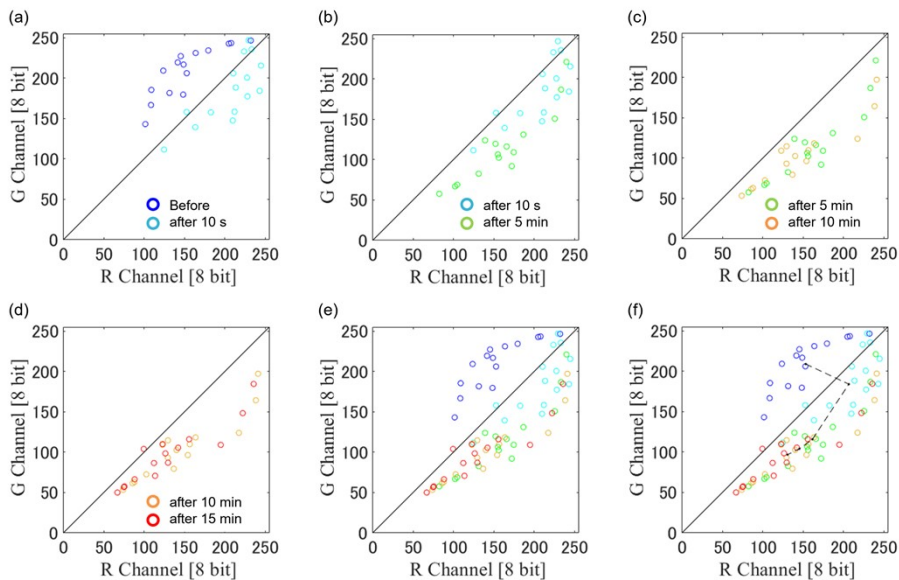 (a)
(b)
(c)
250
200
150
100
50
0
G Channel [8 bit]
Before
after 10 s
0 50 100 150 200 250
R Channel [8 bit]
250
200
150
100
50
0
G Channel [8 bit]
after 10 s
after 5 min
0 50 100 150 200 250
R Channel [8 bit]
250
200
150
100
50
0
G Channel [8 bit]
after 5 min
after 10 min
0 50 100 150 200 250
R Channel [8 bit]
(d)
(e)
(f)
250
200
150
100
50
0
G Channel [8 bit]
after 10 min
after 15 min
0 50 100 150 200 250
R Channel [8 bit]
250
200
150
100
50
0
G Channel [8 bit]
0 50 100 150 200 250
R Channel [8 bit]
250
200
150
100
50
0
G Channel [8 bit]
0 50 100 150 200 250
R Channel [8 bit]